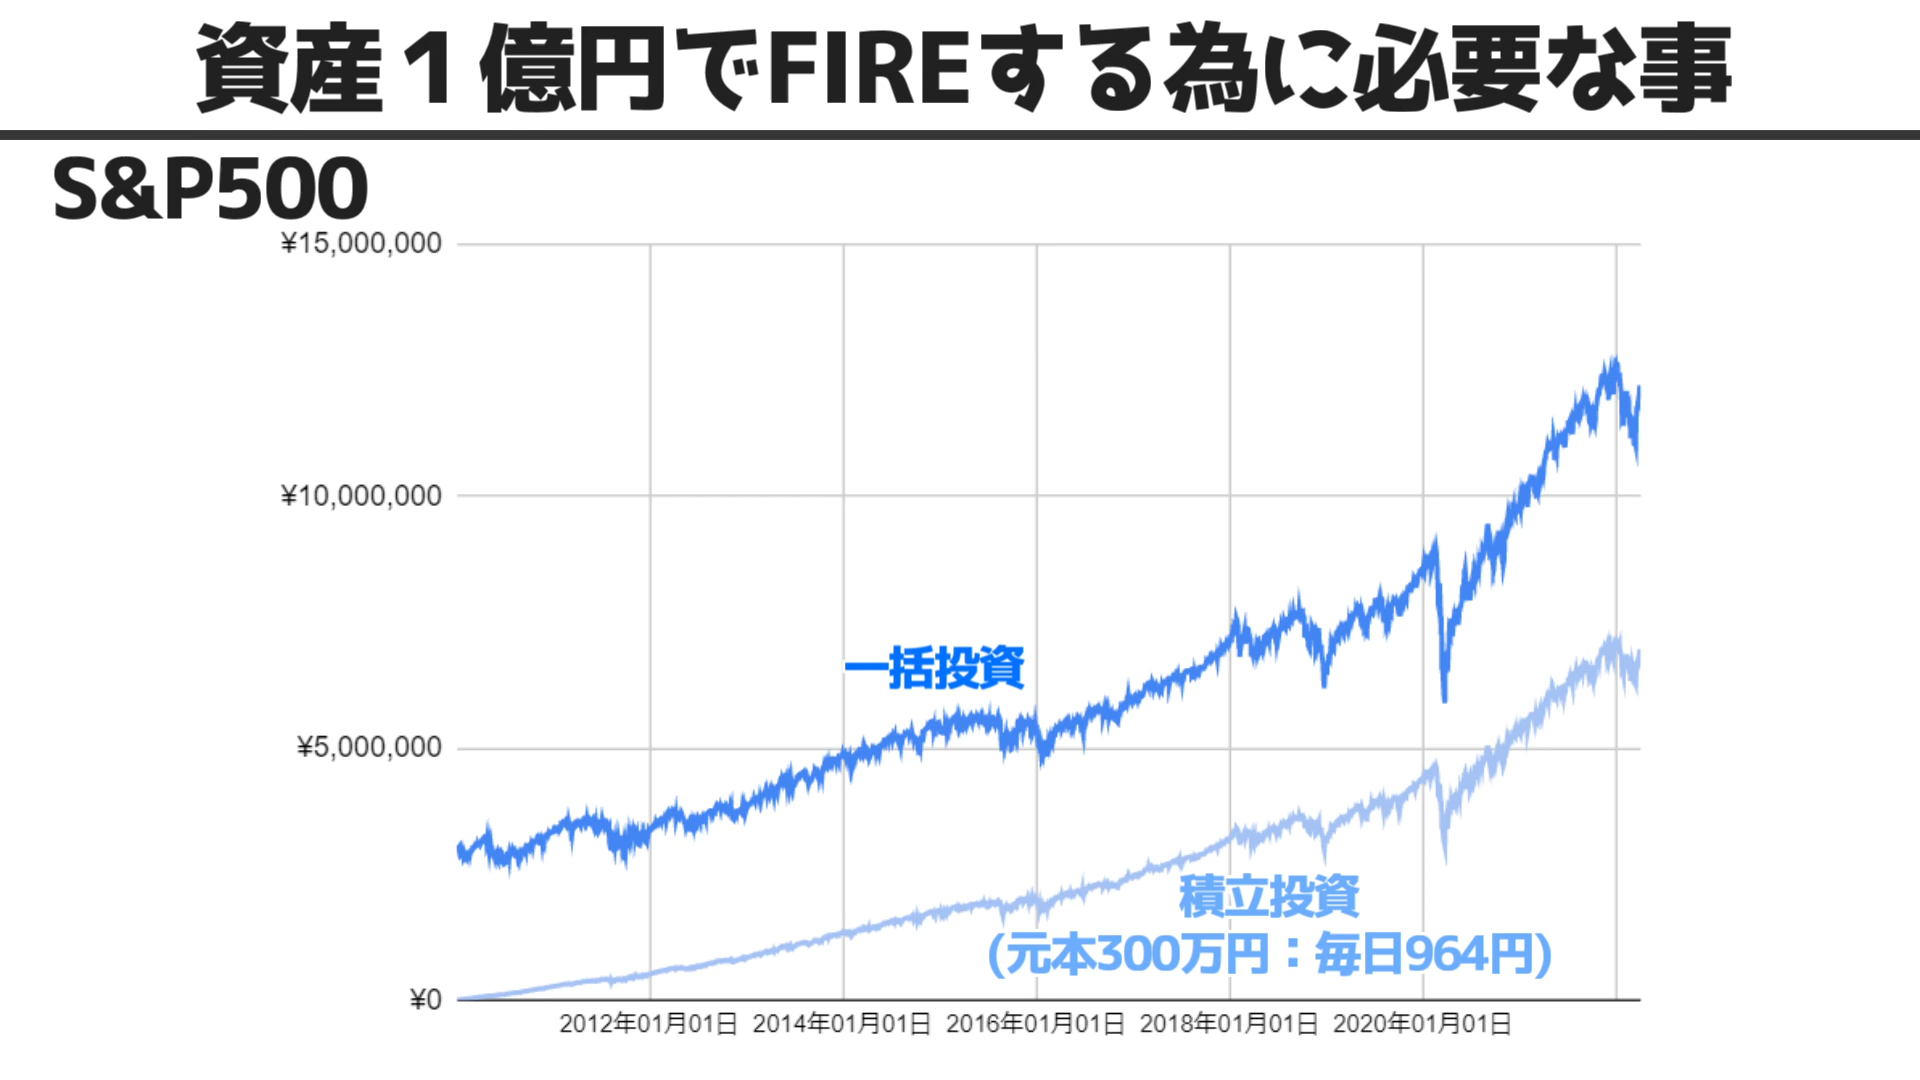 資産１億円でFIREする為に必要な事
S&P500
¥15,000,000
¥10,000,000
¥5,000,000
¥0
一括投資
積立投資
(元本300万円：毎日964円)
2012年01月01日 2014年01月01日 2016年01月01日 2018年01月01日 2020年01月01日